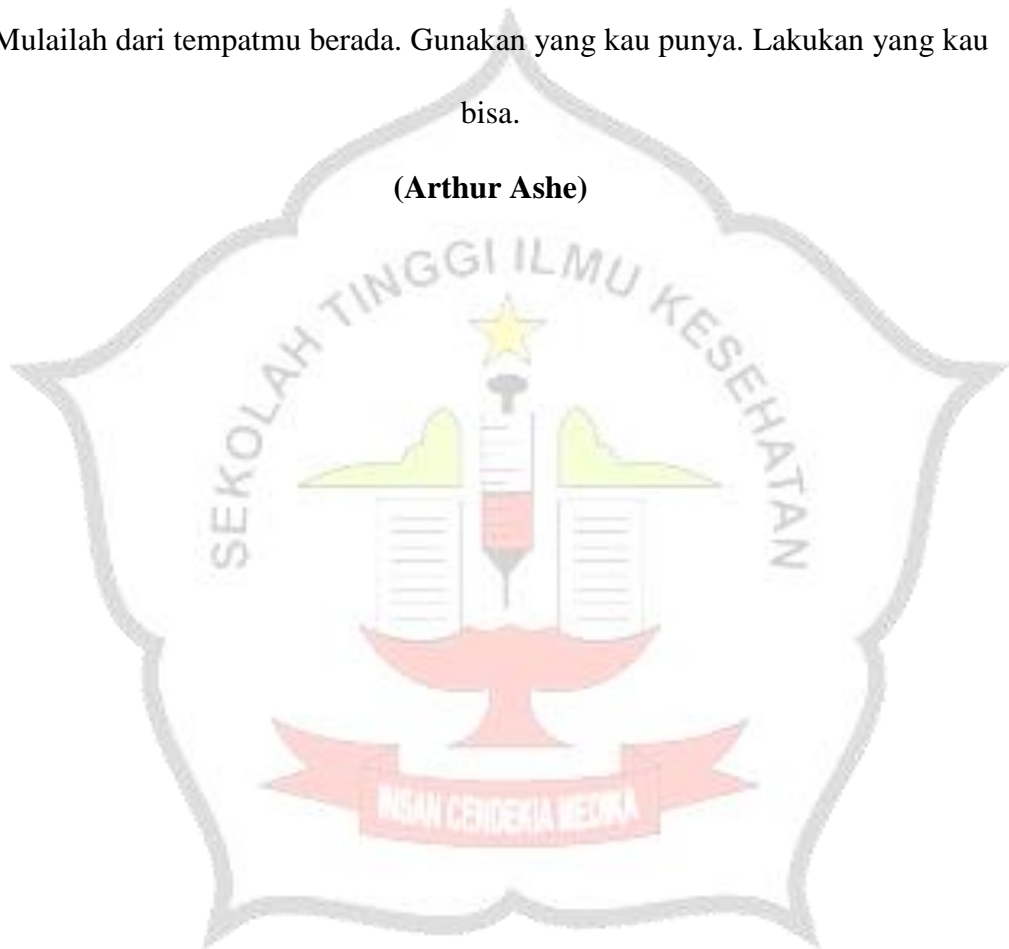 Mulailah dari tempatmu berada. Gunakan yang kau punya. Lakukan yang kau
bisa.
(Arthur Ashe)
SEKOLAH TINGGI ILMU KESEHATAN
INSAN CENDEKIA MEDIKA